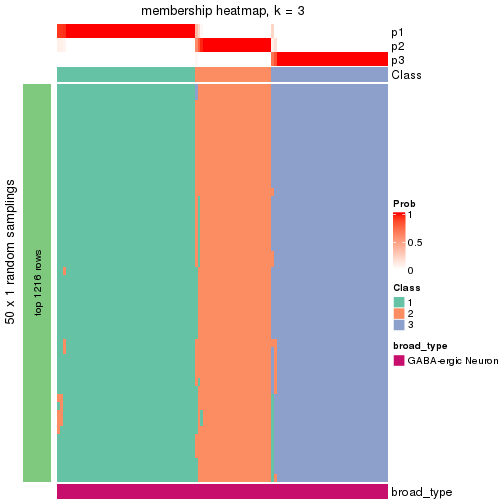 membership heatmap, k = 3
p1
p2
p3
Class
50 x 1 random samplings
top 1216 rows
Prob
1
0.5
0
Class
1
2
3
broad_type
GABA-ergic Neuron
broad_type